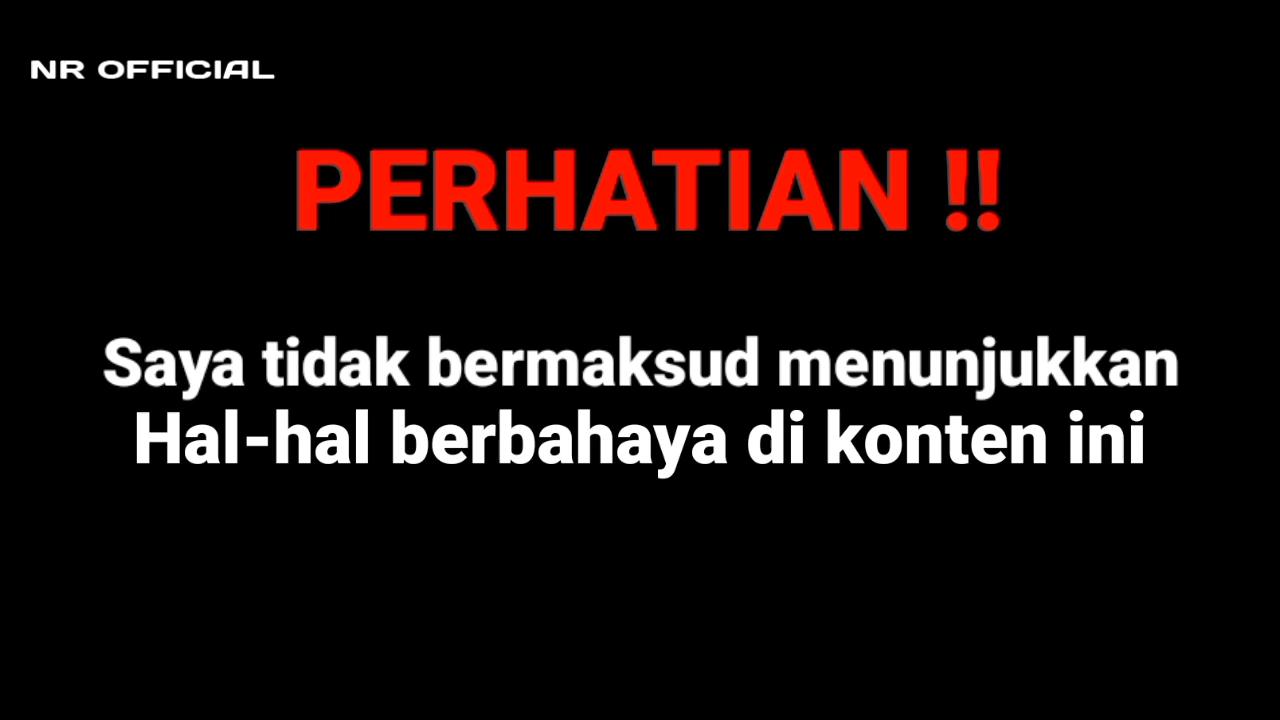 NR OFFICIAL
PERHATIAN !!
Saya tidak bermaksud menunjukkan
Hal-hal berbahaya di konten ini